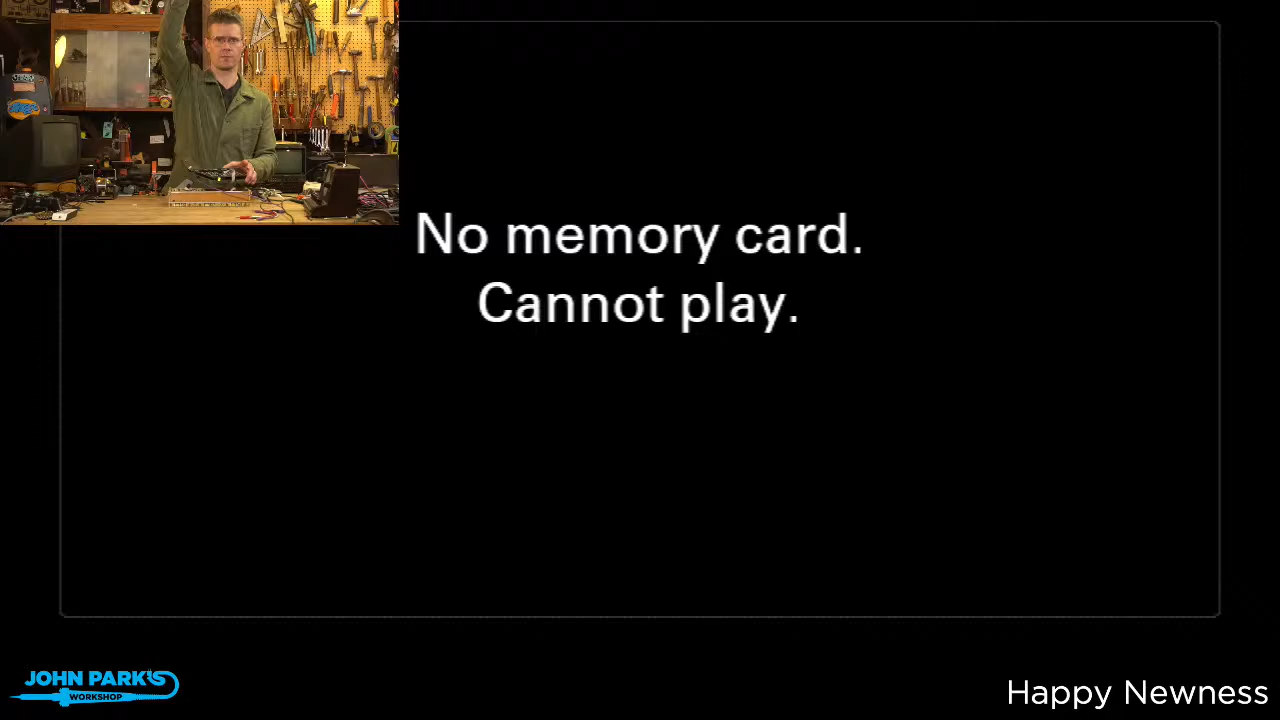 No memory card.
Cannot play.
JOHN PARK'S
WORKSHOP
Happy Newness